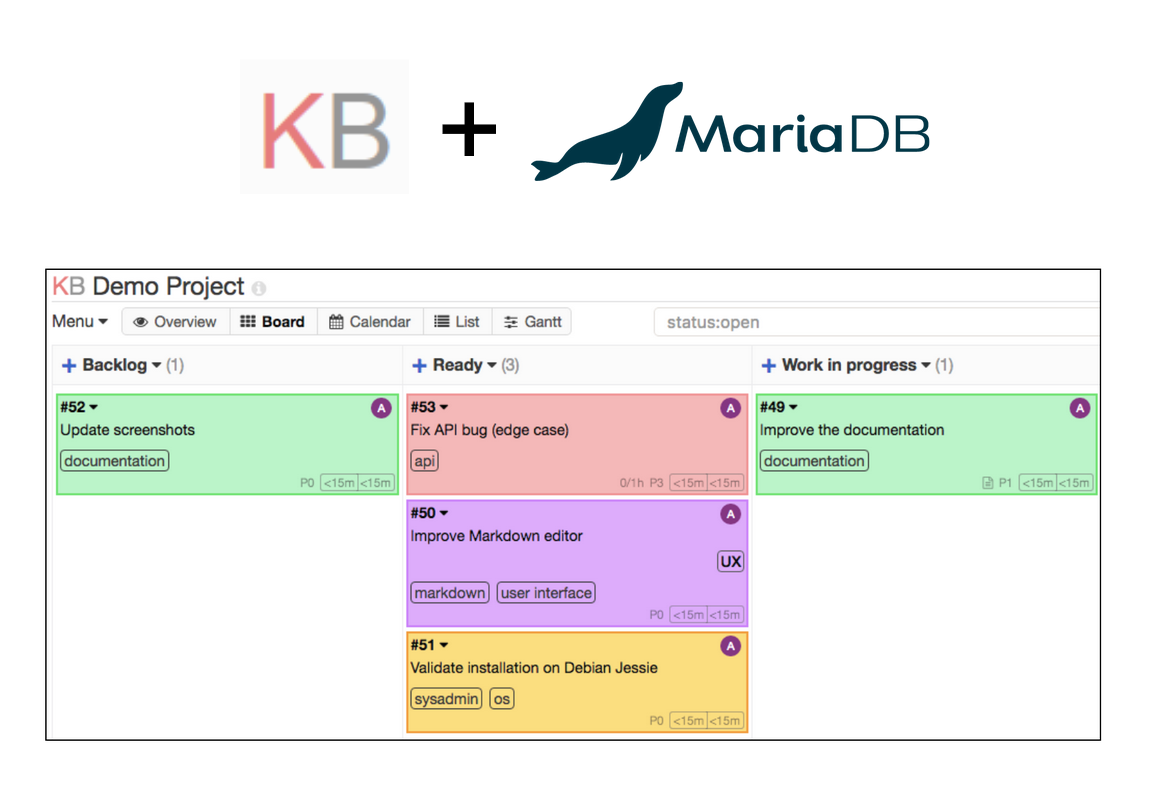 KB + MariaDB
KB Demo Project
Menu Overview Board Calendar List Gantt status:open
+ Backlog (1)
#52 A
Update screenshots
documentation
P0 <15m <15m
+ Ready (3)
#53 A
Fix API bug (edge case)
api
0/1h P3 <15m <15m
#50 A
Improve Markdown editor
UX
markdown user interface
P0 <15m <15m
#51 A
Validate installation on Debian Jessie
sysadmin os
P0 <15m <15m
+ Work in progress (1)
#49 A
Improve the documentation
documentation
P1 <15m <15m